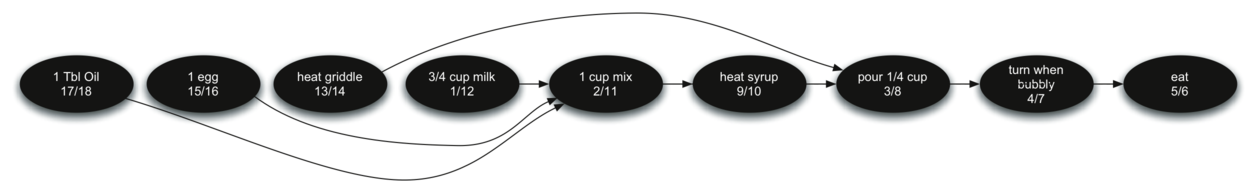 1 Tbl Oil
17/18
1 egg
15/16
heat griddle
13/14
3/4 cup milk
1/12
1 cup mix
2/11
heat syrup
9/10
pour 1/4 cup
3/8
turn when
bubbly
4/7
eat
5/6